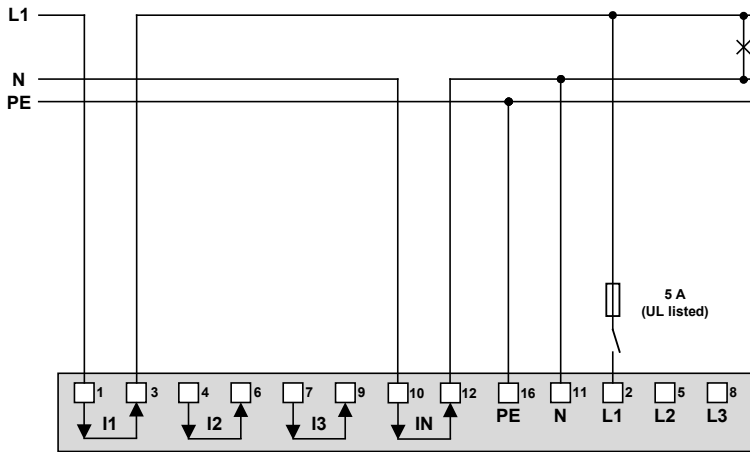 L1
N
PE
5 A
(UL listed)
1 3 4 6 7 9 10 12 16 11 2 5 8
I1 I2 I3 IN PE N L1 L2 L3